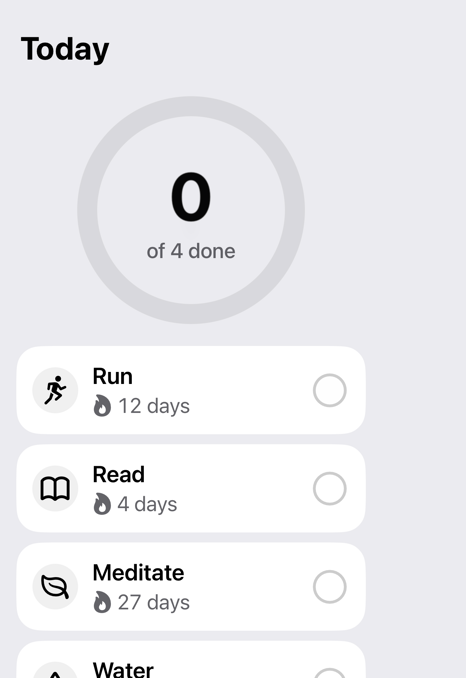 Today
0
of 4 done
Run
12 days
Read
4 days
Meditate
27 days
Water